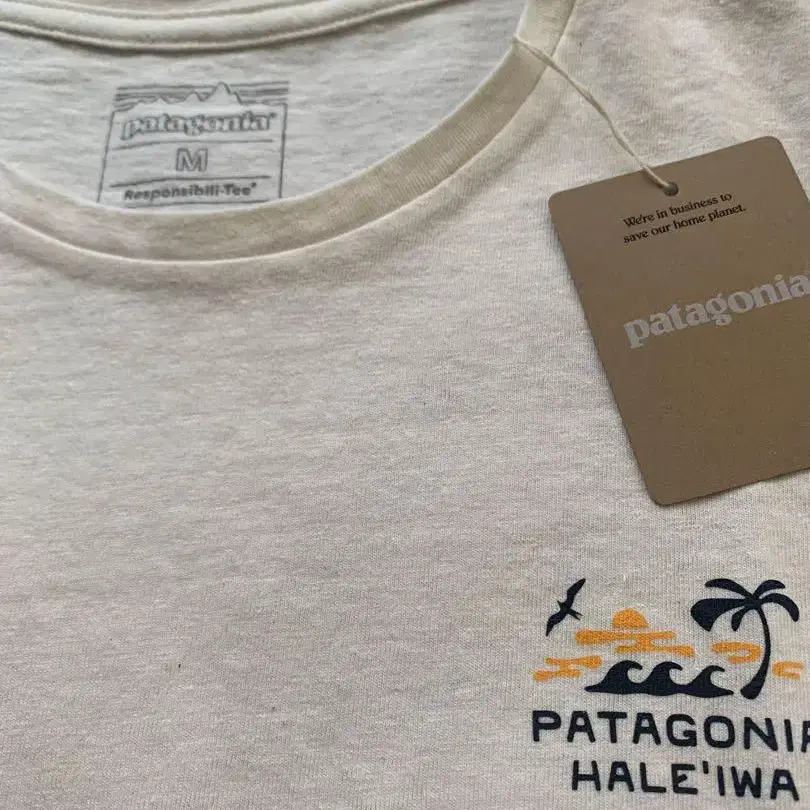 patagonia®
M
Responsibili-Tee®
We're in business to
save our home planet.
patagonia
PATAGONIA
HALE'IWA